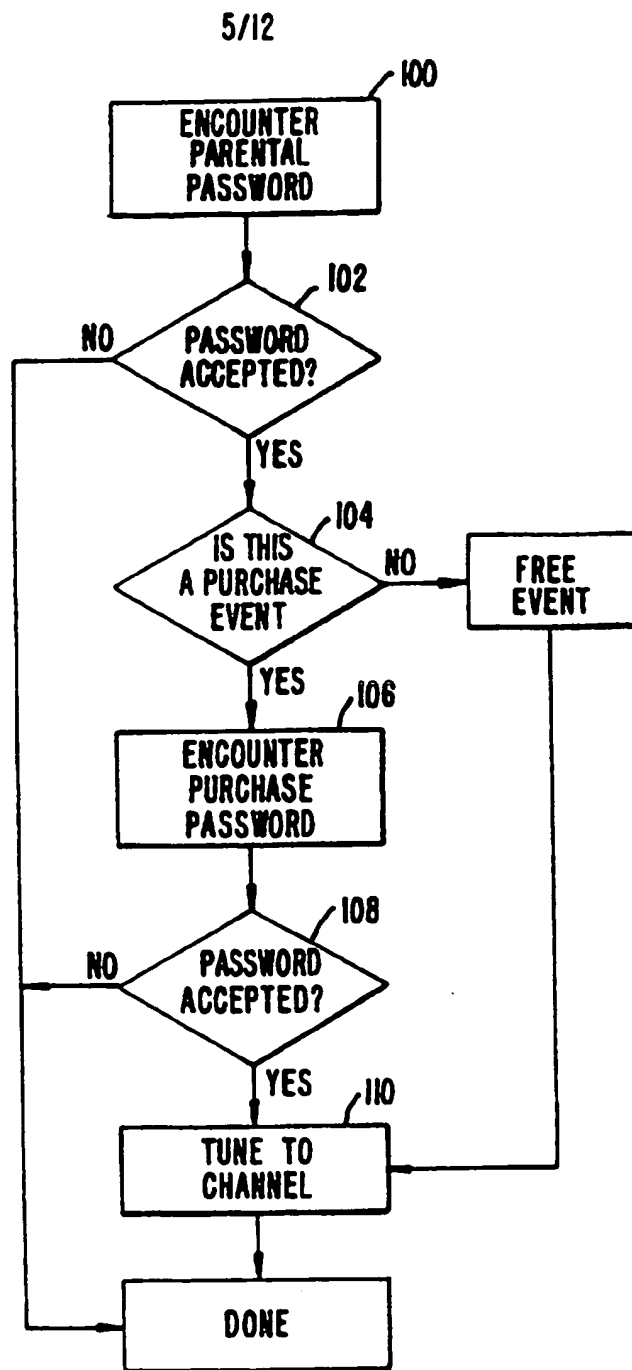 5/12
100
ENCOUNTER
PARENTAL
PASSWORD
102
NO
PASSWORD
ACCEPTED?
YES
104
IS THIS
A PURCHASE
EVENT
NO
FREE
EVENT
YES
106
ENCOUNTER
PURCHASE
PASSWORD
108
NO
PASSWORD
ACCEPTED?
YES
110
TUNE TO
CHANNEL
DONE